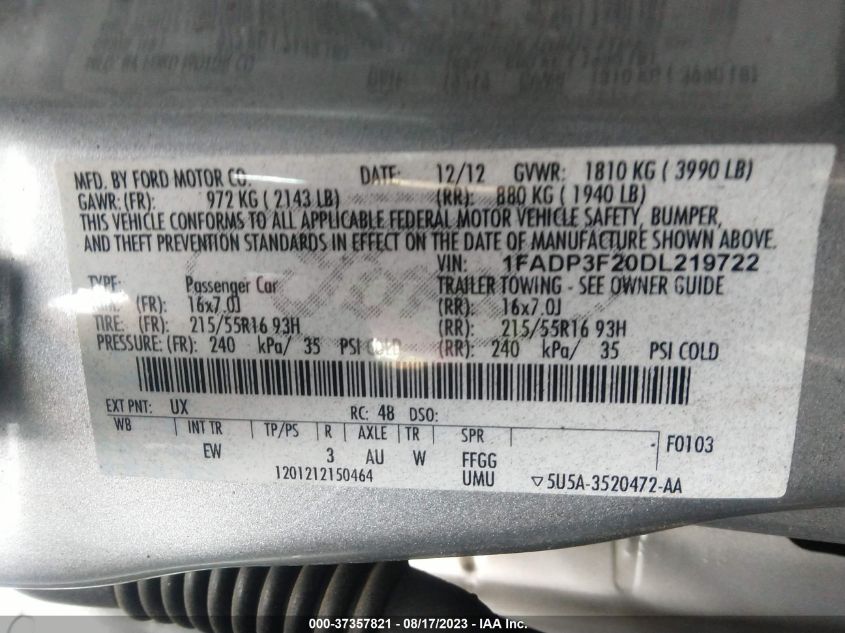 MFD. BY FORD MOTOR CO. DATE: 12/12 GVWR: 1810 KG ( 3990 LB)
GAWR: (FR): 972 KG ( 2143 LB) (RR): 880 KG ( 1940 LB)
THIS VEHICLE CONFORMS TO ALL APPLICABLE FEDERAL MOTOR VEHICLE SAFETY, BUMPER,
AND THEFT PREVENTION STANDARDS IN EFFECT ON THE DATE OF MANUFACTURE SHOWN ABOVE.
VIN: 1FADP3F20DL219722
TYPE: Passenger Car TRAILER TOWING - SEE OWNER GUIDE
(FR): 16x7.0J (RR): 16x7.0J
TIRE: (FR): 215/55R16 93H (RR): 215/55R16 93H
PRESSURE: (FR): 240 kPa/ 35 PSI COLD (RR): 240 kPa/ 35 PSI COLD
EXT PNT: UX RC: 48 DSO:
WB INT TR TP/PS R AXLE TR SPR F0103
EW 3 AU W FFGG
1201212150464 UMU ▽5U5A-3520472-AA
000-37357821 - 08/17/2023 - IAA Inc.